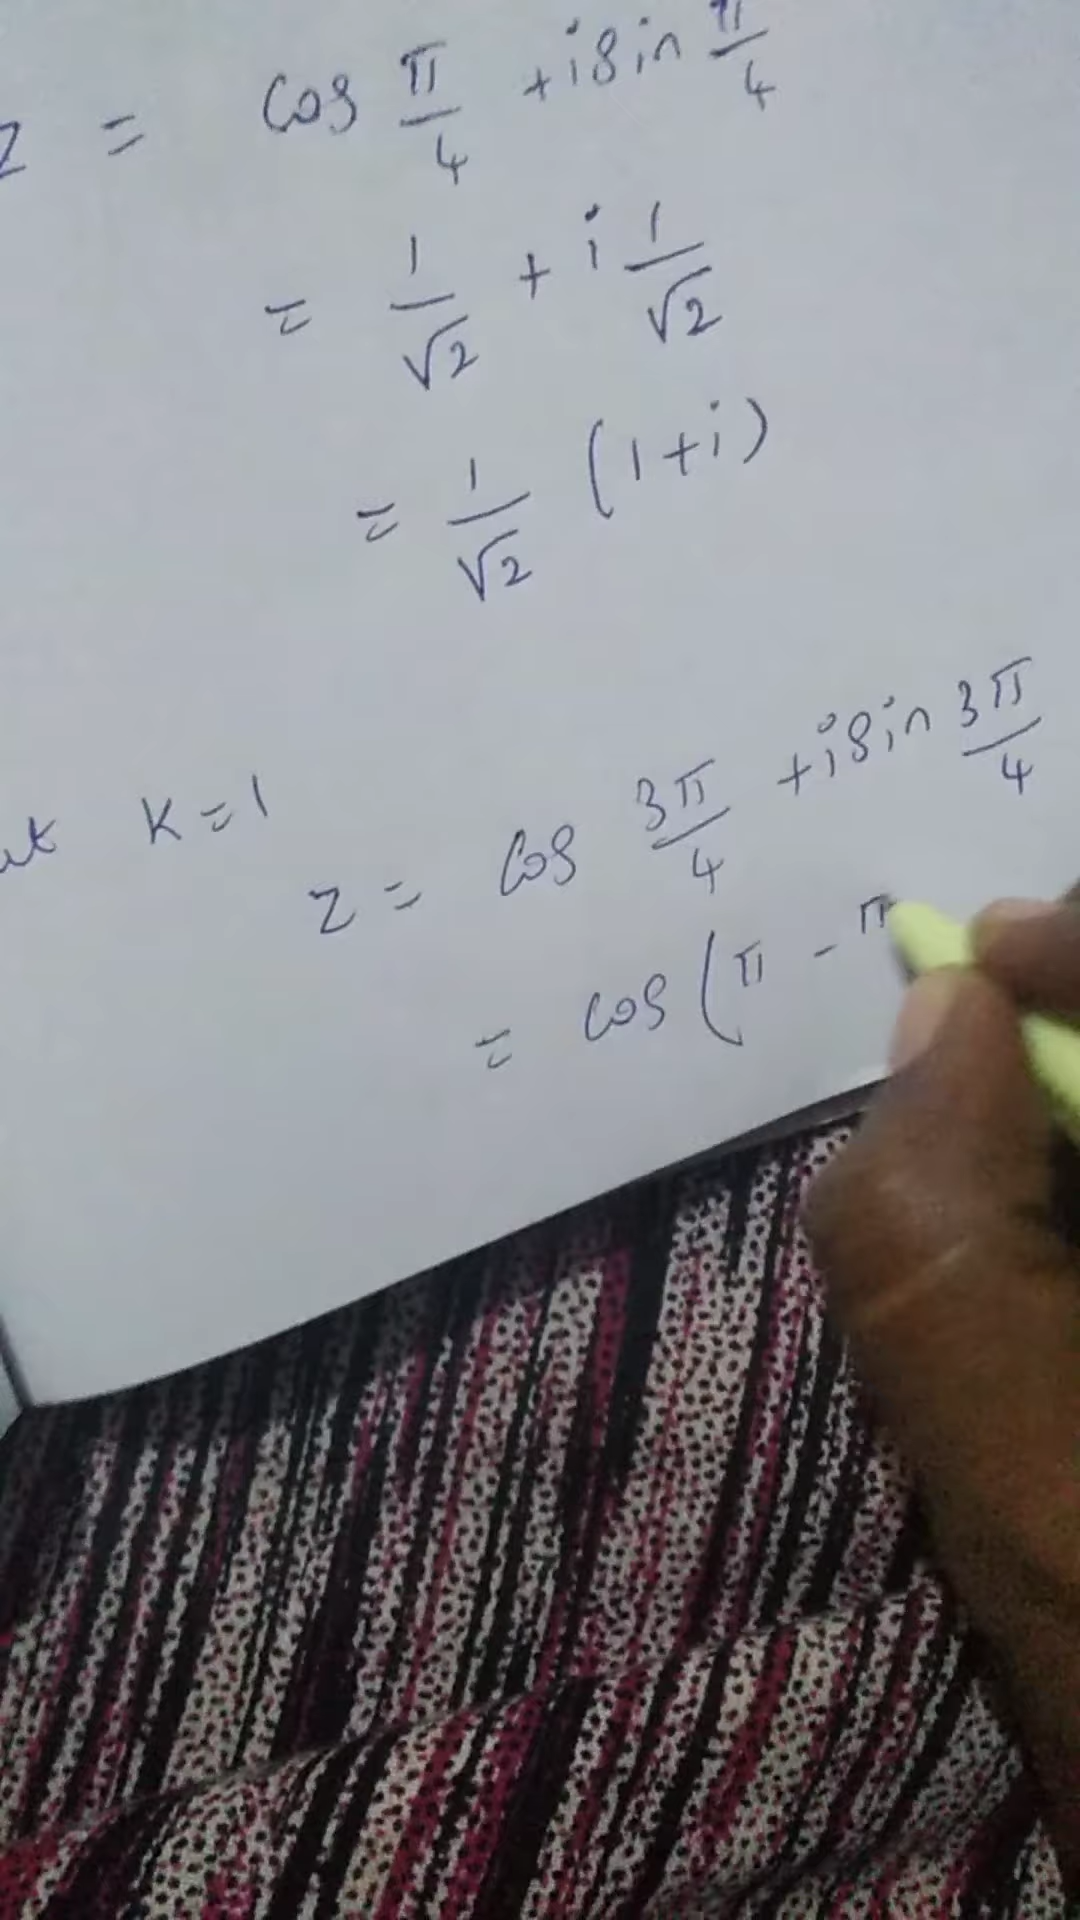 z = cos π/4 + i sin π/4
= 1/√2 + i 1/√2
= 1/√2 (1+i)
K=1
z = cos 3π/4 + i sin 3π/4
= cos (π - π